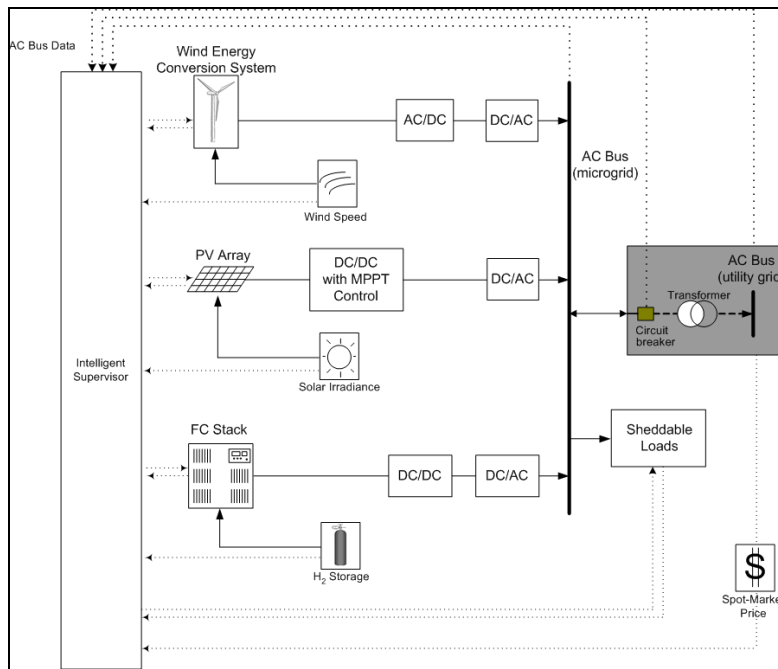 AC Bus Data
Wind Energy
Conversion System
AC/DC
DC/AC
AC Bus
(microgrid)
Wind Speed
PV Array
DC/DC
with MPPT
Control
DC/AC
AC Bus
(utility grid
Transformer
Circuit
breaker
Intelligent
Supervisor
Solar Irradiance
FC Stack
Sheddable
Loads
DC/DC
DC/AC
H₂ Storage
$
Spot-Marke
Price